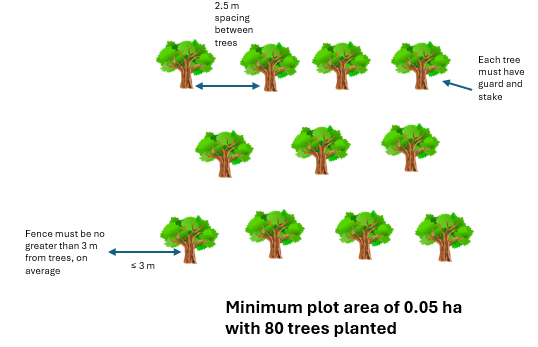 2.5 m
spacing
between
trees
Each tree
must have
guard and
stake
Fence must be no
greater than 3 m
from trees, on
average
≤ 3 m
Minimum plot area of 0.05 ha
with 80 trees planted